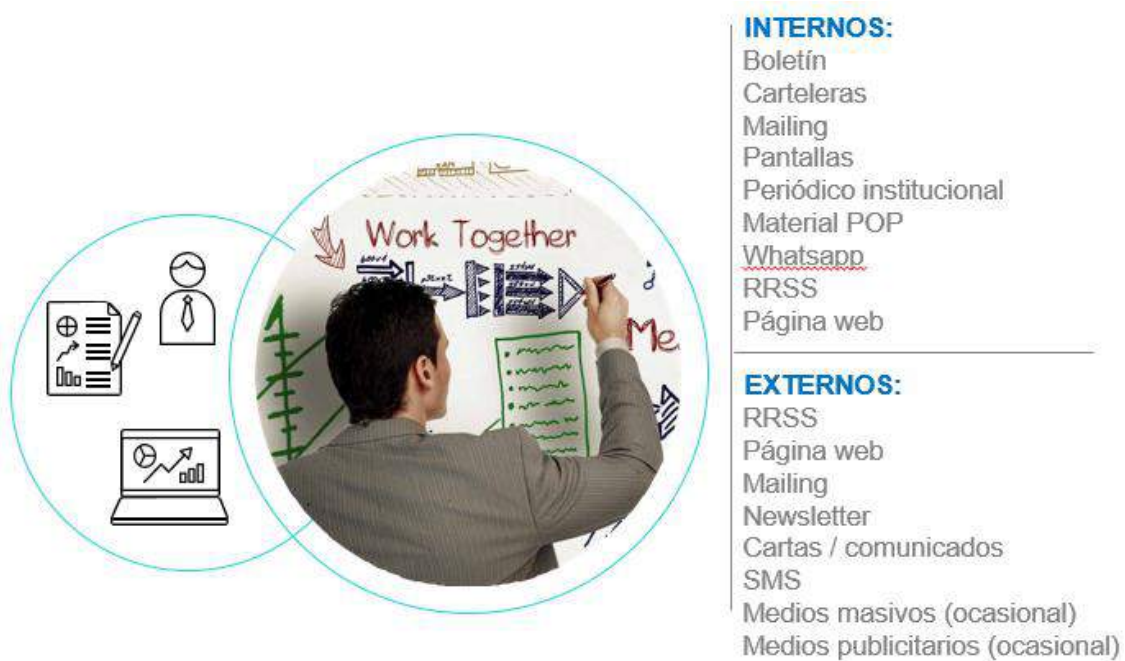 INTERNOS:
Boletín
Carteleras
Mailing
Pantallas
Periódico institucional
Material POP
Whatsapp
RRSS
Página web
EXTERNOS:
RRSS
Página web
Mailing
Newsletter
Cartas / comunicados
SMS
Medios masivos (ocasional)
Medios publicitarios (ocasional)
Work Together
Me